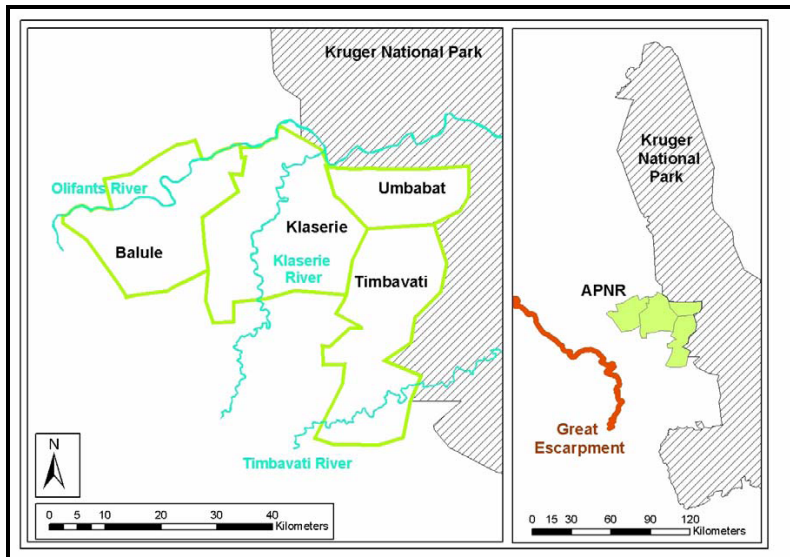 Kruger National Park
Olifants River
Umbabat
Klaserie
Balule
Klaserie
River
Timbavati
Timbavati River
N
0 5 10 20 30 40
Kilometers
Kruger
National
Park
APNR
Great
Escarpment
0 15 30 60 90 120
Kilometers